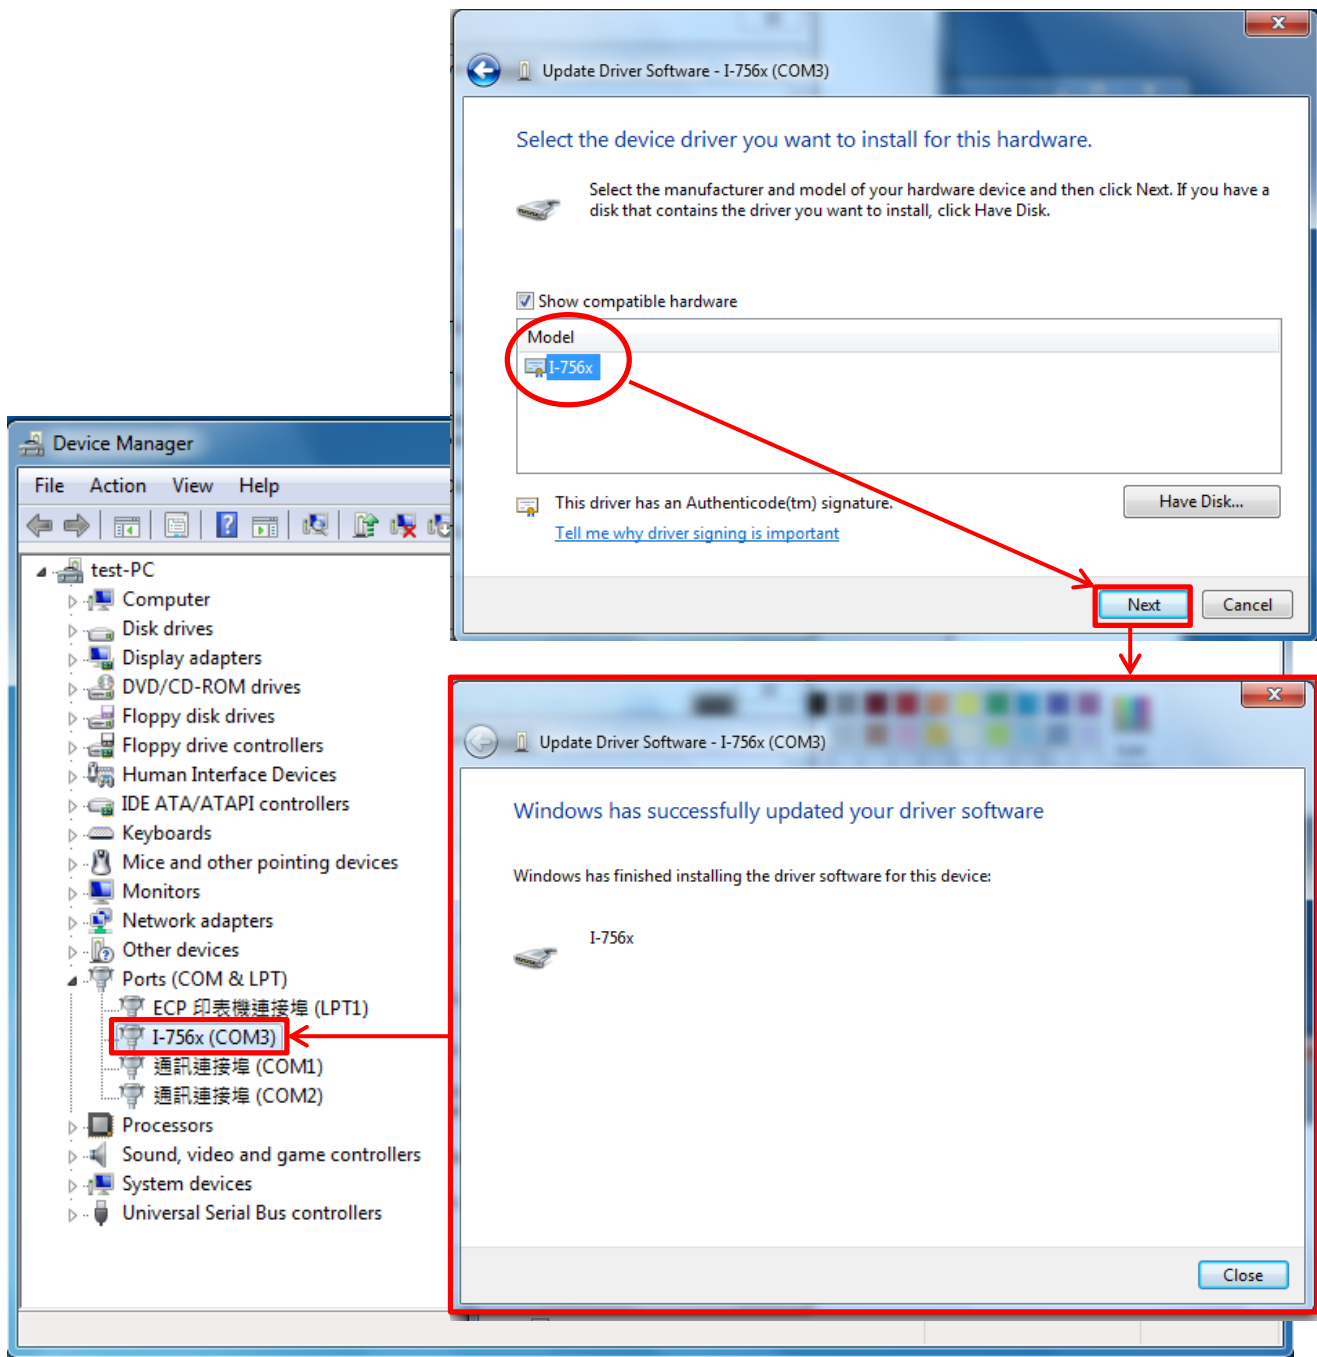 Update Driver Software - I-756x (COM3)
Select the device driver you want to install for this hardware.
Select the manufacturer and model of your hardware device and then click Next. If you have a
disk that contains the driver you want to install, click Have Disk.
Show compatible hardware
Model
I-756x
This driver has an Authenticode(tm) signature.
Have Disk...
Tell me why driver signing is important
Next
Cancel
Device Manager
File Action View Help
test-PC
Computer
Disk drives
Display adapters
DVD/CD-ROM drives
Floppy disk drives
Floppy drive controllers
Human Interface Devices
IDE ATA/ATAPI controllers
Keyboards
Mice and other pointing devices
Monitors
Network adapters
Other devices
Ports (COM & LPT)
ECP 印表機連接埠 (LPT1)
I-756x (COM3)
通訊連接埠 (COM1)
通訊連接埠 (COM2)
Processors
Sound, video and game controllers
System devices
Universal Serial Bus controllers
Update Driver Software - I-756x (COM3)
Windows has successfully updated your driver software
Windows has finished installing the driver software for this device:
I-756x
Close